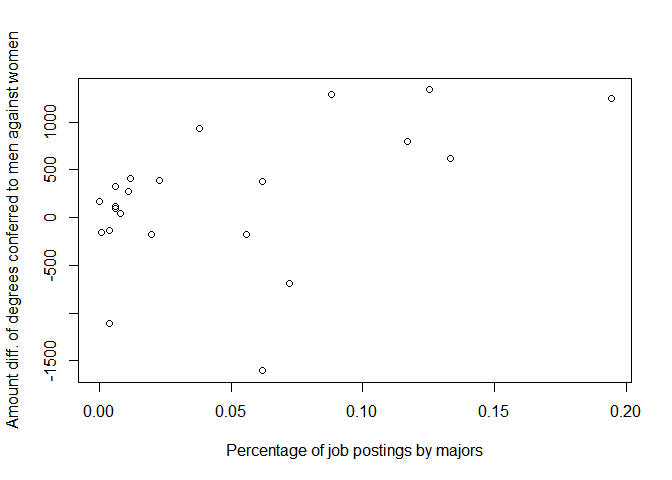 Amount diff. of degrees conferred to men against women
1000
500
0
-500
-1500
0.00 0.05 0.10 0.15 0.20
Percentage of job postings by majors